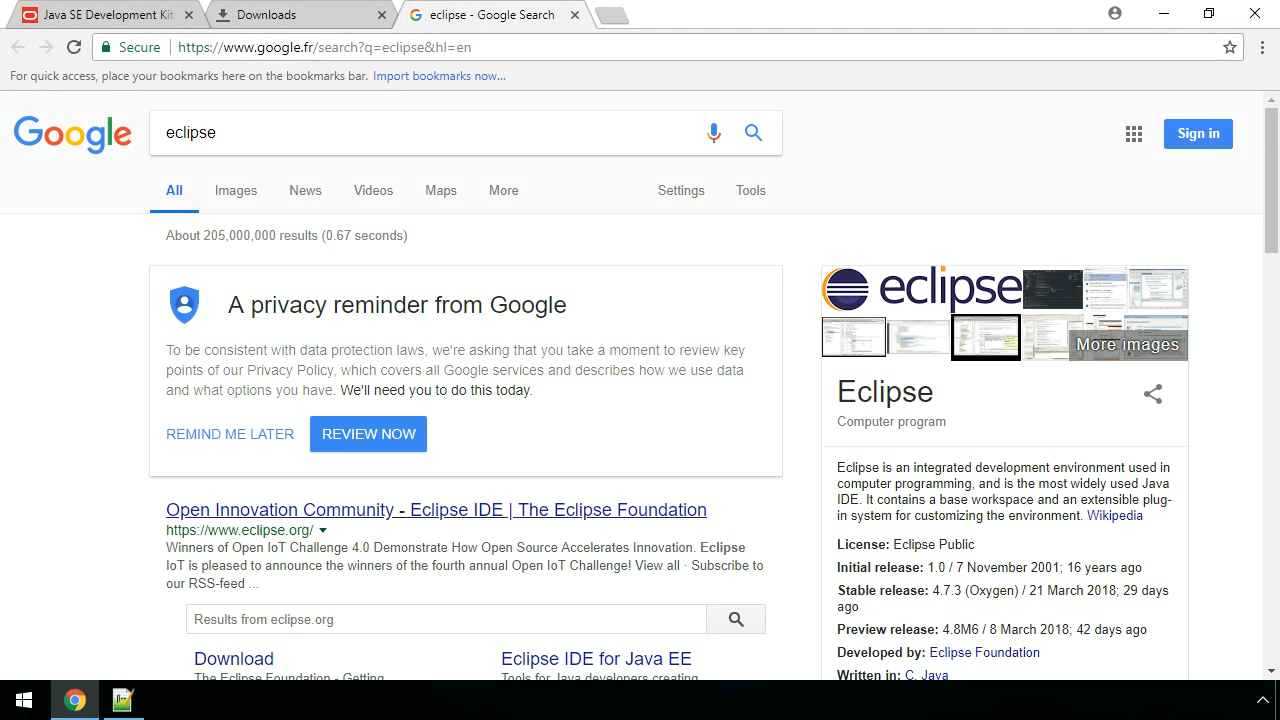 Java SE Development Kit
Downloads
eclipse - Google Search
Secure
https://www.google.fr/search?q=eclipse&hl=en
For quick access, place your bookmarks here on the bookmarks bar. Import bookmarks now...
Google
eclipse
Sign in
All Images News Videos Maps More Settings Tools
About 205,000,000 results (0.67 seconds)
A privacy reminder from Google
To be consistent with data protection laws, we're asking that you take a moment to review key
points of our Privacy Policy, which covers all Google services and describes how we use data
and what options you have. We'll need you to do this today.
REMIND ME LATER
REVIEW NOW
Open Innovation Community - Eclipse IDE | The Eclipse Foundation
https://www.eclipse.org/
Winners of Open IoT Challenge 4.0 Demonstrate How Open Source Accelerates Innovation. Eclipse
IoT is pleased to announce the winners of the fourth annual Open IoT Challenge! View all · Subscribe to
our RSS-feed ...
Results from eclipse.org
Download
The Eclipse Foundation - Getting
Eclipse IDE for Java EE
Tools for Java developers creating
eclipse
More images
Eclipse
Computer program
Eclipse is an integrated development environment used in
computer programming, and is the most widely used Java
IDE. It contains a base workspace and an extensible plug-
in system for customizing the environment. Wikipedia
License: Eclipse Public
Initial release: 1.0 / 7 November 2001; 16 years ago
Stable release: 4.7.3 (Oxygen) / 21 March 2018; 29 days
ago
Preview release: 4.8M6 / 8 March 2018; 42 days ago
Developed by: Eclipse Foundation
Written in: C, Java